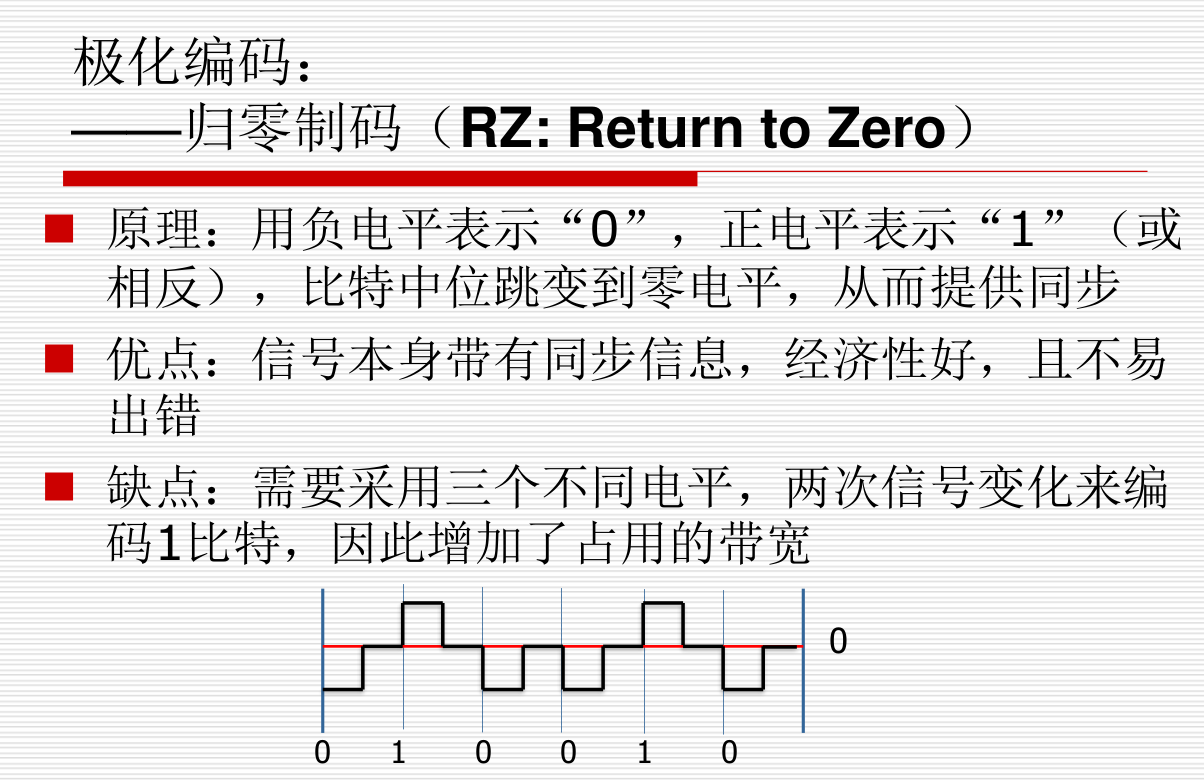 极化编码：
——归零制码（RZ: Return to Zero）
原理：用负电平表示“0”，正电平表示“1”（或
相反），比特中位跳变到零电平，从而提供同步
优点：信号本身带有同步信息，经济性好，且不易
出错
缺点：需要采用三个不同电平，两次信号变化来编
码1比特，因此增加了占用的带宽
0
0 1 0 0 1 0